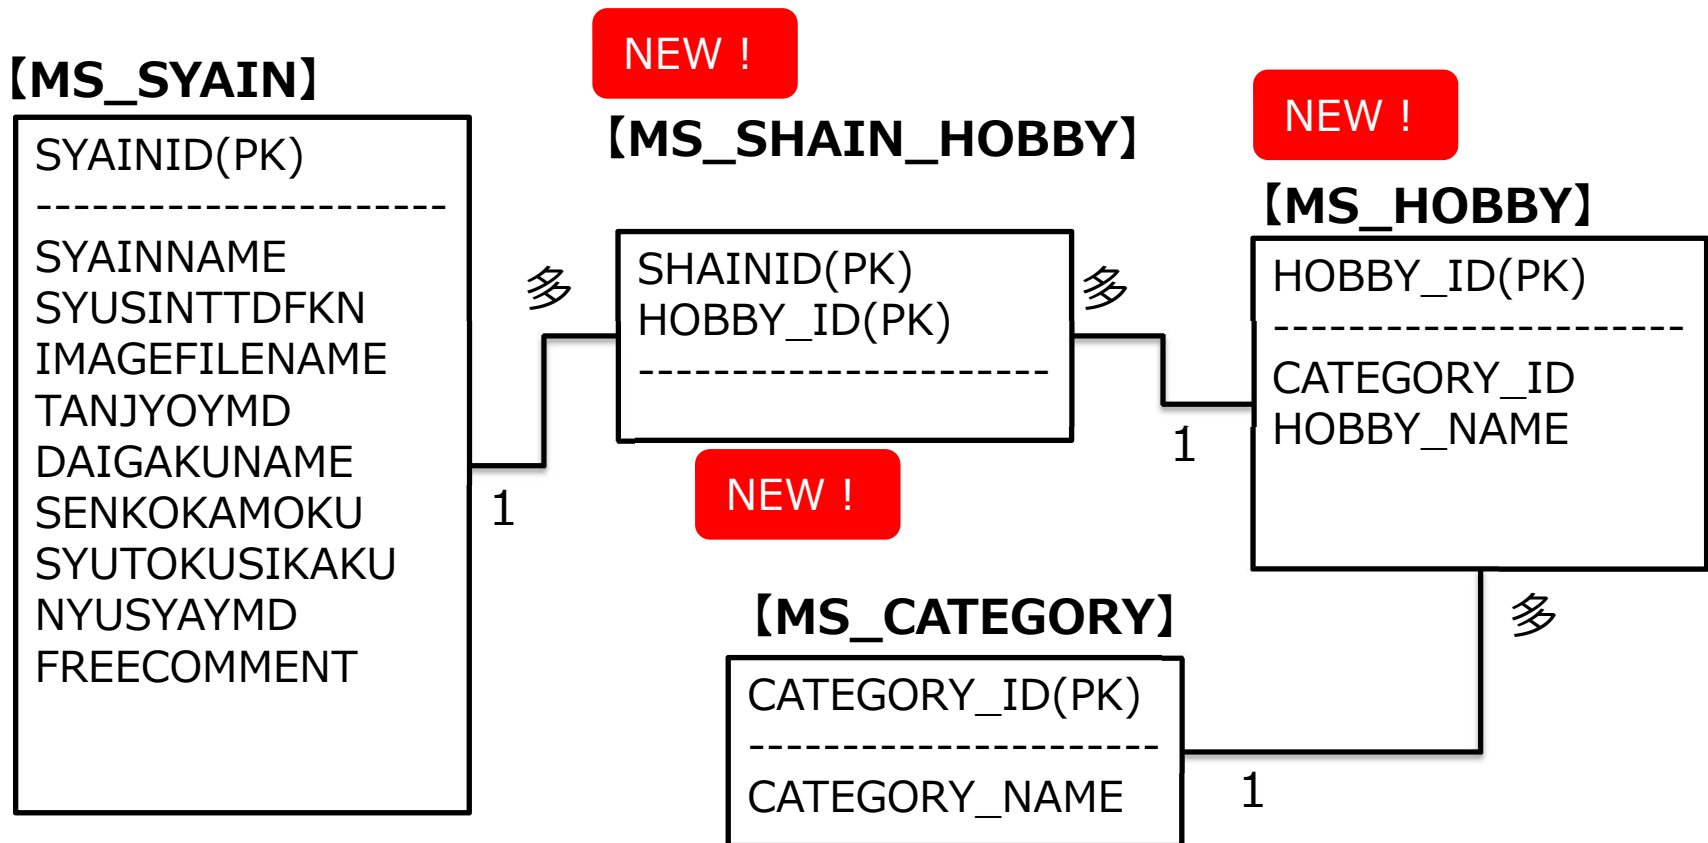 【MS_SYAIN】
SYAINID(PK)
----------------------
SYAINNAME
SYUSINTTDFKN
IMAGEFILENAME
TANJYOYMD
DAIGAKUNAME
SENKOKAMOKU
SYUTOKUSIKAKU
NYUSYAYMD
FREECOMMENT
1
多
NEW！
【MS_SHAIN_HOBBY】
SHAINID(PK)
HOBBY_ID(PK)
----------------------
多
1
NEW！
【MS_HOBBY】
HOBBY_ID(PK)
----------------------
CATEGORY_ID
HOBBY_NAME
多
NEW！
【MS_CATEGORY】
CATEGORY_ID(PK)
----------------------
CATEGORY_NAME
1